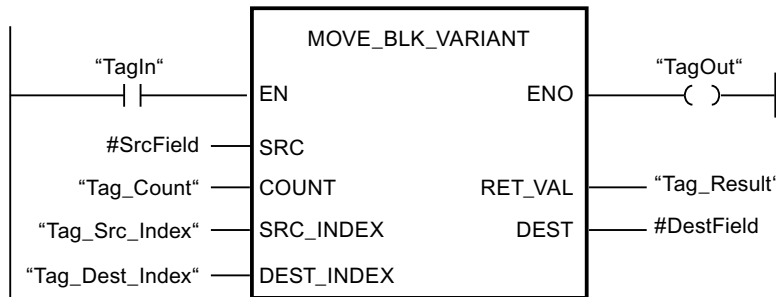 MOVE_BLK_VARIANT
“TagIn“ “TagOut“
EN ENO
#SrcField SRC
“Tag_Count“ COUNT RET_VAL “Tag_Result“
“Tag_Src_Index“ SRC_INDEX DEST #DestField
“Tag_Dest_Index“ DEST_INDEX